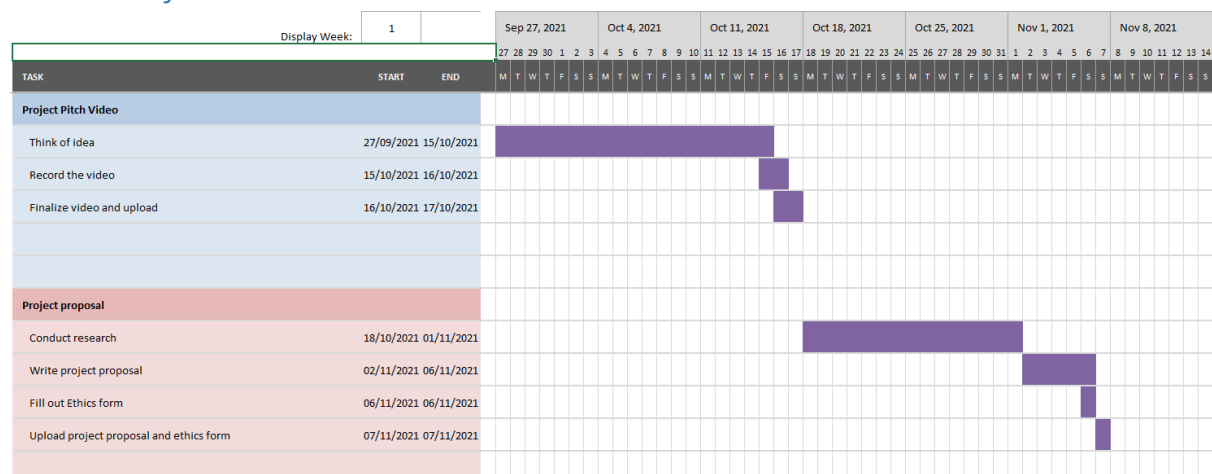 Display Week: 1
Sep 27, 2021 Oct 4, 2021 Oct 11, 2021 Oct 18, 2021 Oct 25, 2021 Nov 1, 2021 Nov 8, 2021
27 28 29 30 1 2 3 4 5 6 7 8 9 10 11 12 13 14 15 16 17 18 19 20 21 22 23 24 25 26 27 28 29 30 31 1 2 3 4 5 6 7 8 9 10 11 12 13 14
TASK START END M T W T F S S M T W T F S S M T W T F S S M T W T F S S M T W T F S S M T W T F S S M T W T F S S
Project Pitch Video
Think of idea 27/09/2021 15/10/2021
Record the video 15/10/2021 16/10/2021
Finalize video and upload 16/10/2021 17/10/2021
Project proposal
Conduct research 18/10/2021 01/11/2021
Write project proposal 02/11/2021 06/11/2021
Fill out Ethics form 06/11/2021 06/11/2021
Upload project proposal and ethics form 07/11/2021 07/11/2021